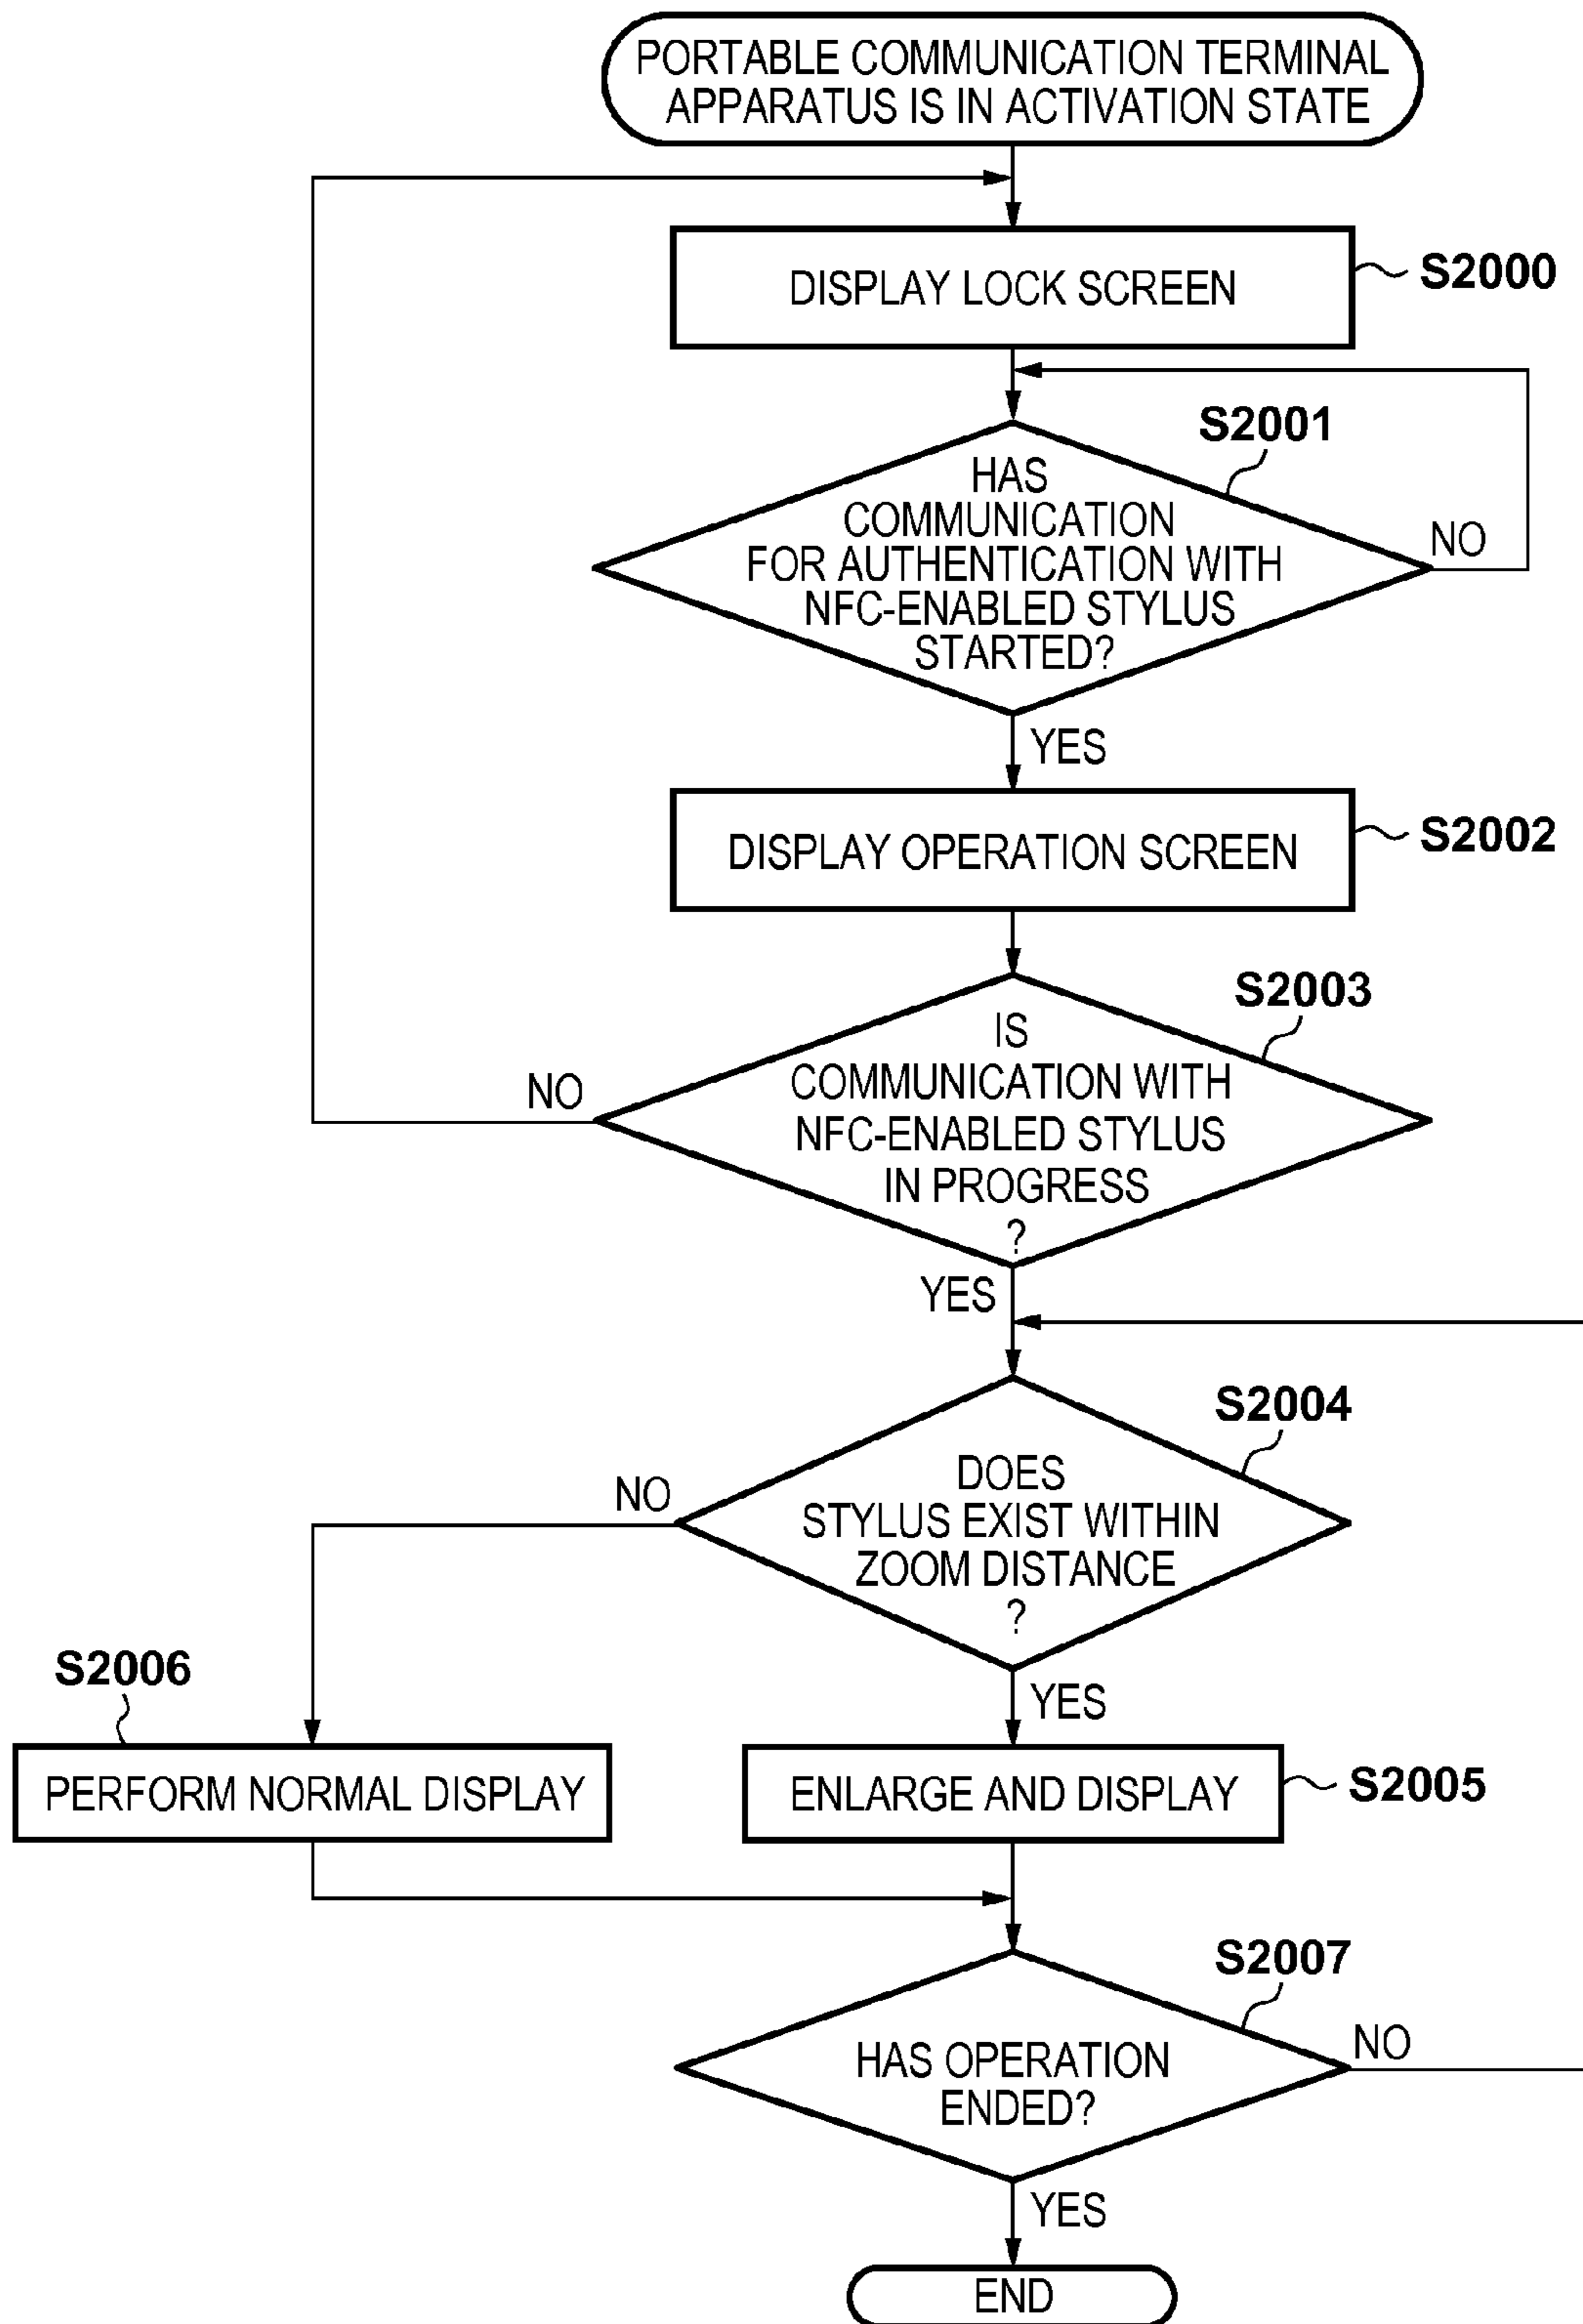 PORTABLE COMMUNICATION TERMINAL
APPARATUS IS IN ACTIVATION STATE
DISPLAY LOCK SCREEN
S2000
S2001
HAS
COMMUNICATION
FOR AUTHENTICATION WITH
NFC-ENABLED STYLUS
STARTED?
NO
YES
DISPLAY OPERATION SCREEN
S2002
S2003
IS
COMMUNICATION WITH
NFC-ENABLED STYLUS
IN PROGRESS
?
NO
YES
S2004
DOES
STYLUS EXIST WITHIN
ZOOM DISTANCE
?
NO
YES
S2006
PERFORM NORMAL DISPLAY
ENLARGE AND DISPLAY
S2005
S2007
HAS OPERATION
ENDED?
NO
YES
END